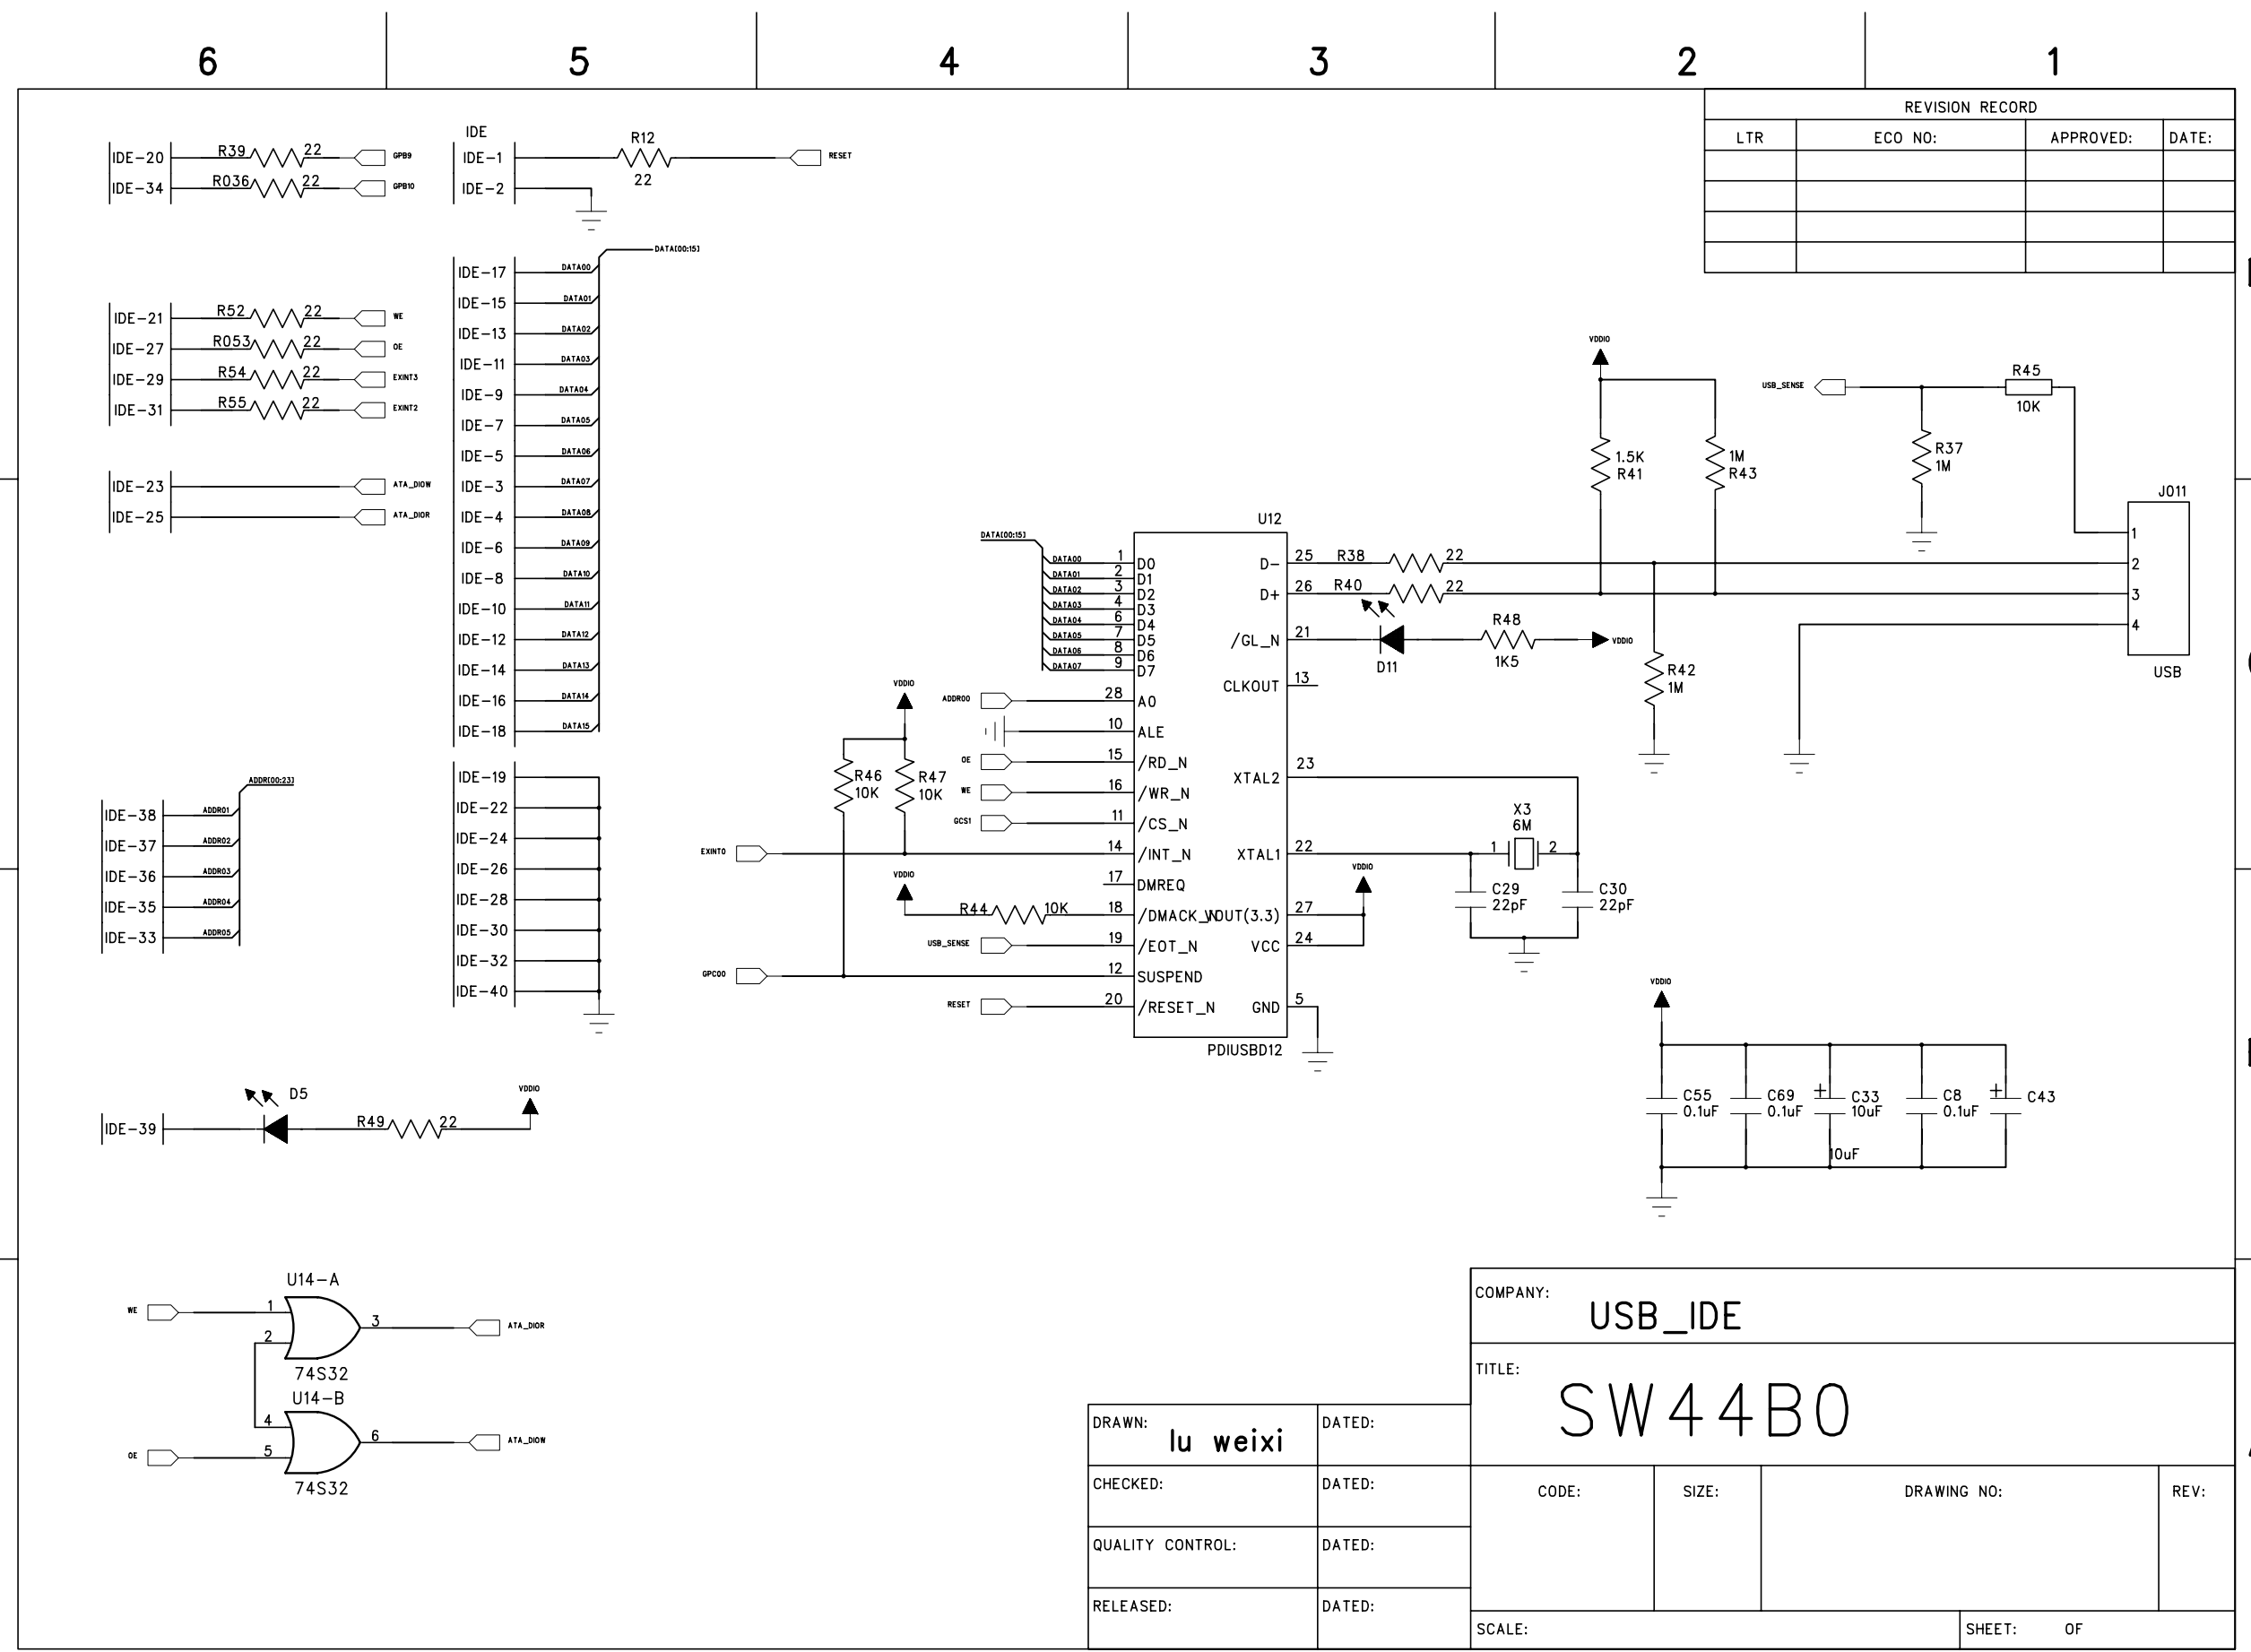 6 5 4 3 2 1
REVISION RECORD
LTR ECO NO: APPROVED: DATE:
IDE-20 R39 22 GPB9
IDE-34 R036 22 GPB10
IDE
IDE-1 R12 22 RESET
IDE-2
IDE-21 R52 22 WE
IDE-27 R053 22 OE
IDE-29 R54 22 EXINT3
IDE-31 R55 22 EXINT2
IDE-23 ATA_DIOW
IDE-25 ATA_DIOR
DATA[00:15]
IDE-17 DATA00
IDE-15 DATA01
IDE-13 DATA02
IDE-11 DATA03
IDE-9 DATA04
IDE-7 DATA05
IDE-5 DATA06
IDE-3 DATA07
IDE-4 DATA08
IDE-6 DATA09
IDE-8 DATA10
IDE-10 DATA11
IDE-12 DATA12
IDE-14 DATA13
IDE-16 DATA14
IDE-18 DATA15
IDE-19
IDE-22
IDE-24
IDE-26
IDE-28
IDE-30
IDE-32
IDE-40
ADDR[00:23]
IDE-38 ADDR01
IDE-37 ADDR02
IDE-36 ADDR03
IDE-35 ADDR04
IDE-33 ADDR05
IDE-39 D5 R49 22 VDDIO
U14-A
WE 1 2 3 ATA_DIOR
74S32
U14-B
OE 4 5 6 ATA_DIOW
74S32
U12
DATA[00:15]
DATA00 1 D0
DATA01 2 D1
DATA02 3 D2
DATA03 4 D3
DATA04 6 D4
DATA05 7 D5
DATA06 8 D6
DATA07 9 D7
ADDR00 28 A0
10 ALE
OE 15 /RD_N
WE 16 /WR_N
GCS1 11 /CS_N
EXINT0 14 /INT_N
17 DMREQ
VDDIO R44 10K 18 /DMACK_N
USB_SENSE 19 /EOT_N
GPC00 12 SUSPEND
RESET 20 /RESET_N
VDDIO
R46 10K
R47 10K
D- 25 R38 22
D+ 26 R40 22
/GL_N 21 D11 R48 1K5 VDDIO
CLKOUT 13
XTAL2 23
XTAL1 22
VOUT(3.3) 27
VCC 24
GND 5
PDIUSBD12
VDDIO
X3
6M
1 2
C29 22pF
C30 22pF
VDDIO
1.5K R41
1M R43
R42 1M
USB_SENSE R45 10K
R37 1M
J011
1
2
3
4
USB
VDDIO
C55 0.1uF
C69 0.1uF
C33 10uF
C8 0.1uF
C43
10uF
COMPANY: USB_IDE
TITLE: SW44B0
DRAWN: lu weixi DATED:
CHECKED: DATED:
QUALITY CONTROL: DATED:
RELEASED: DATED:
CODE: SIZE: DRAWING NO: REV:
SCALE: SHEET: OF